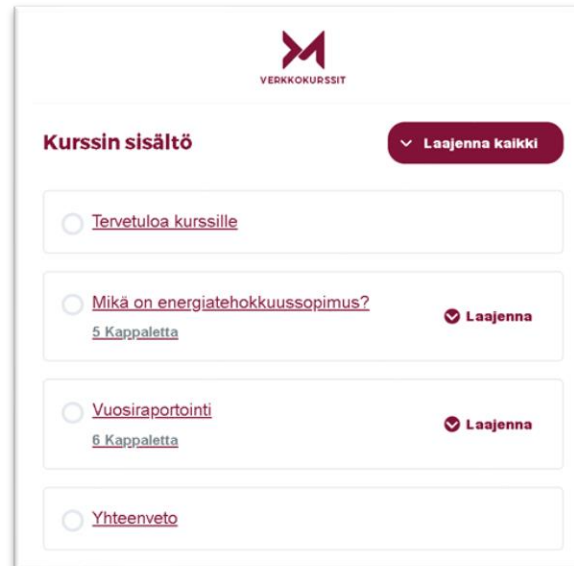 VERKKOKURSSIT
Kurssin sisältö
Laajenna kaikki
Tervetuloa kurssille
Mikä on energiatehokkuussopimus?
5 Kappaletta
Laajenna
Vuosiraportointi
6 Kappaletta
Laajenna
Yhteenveto